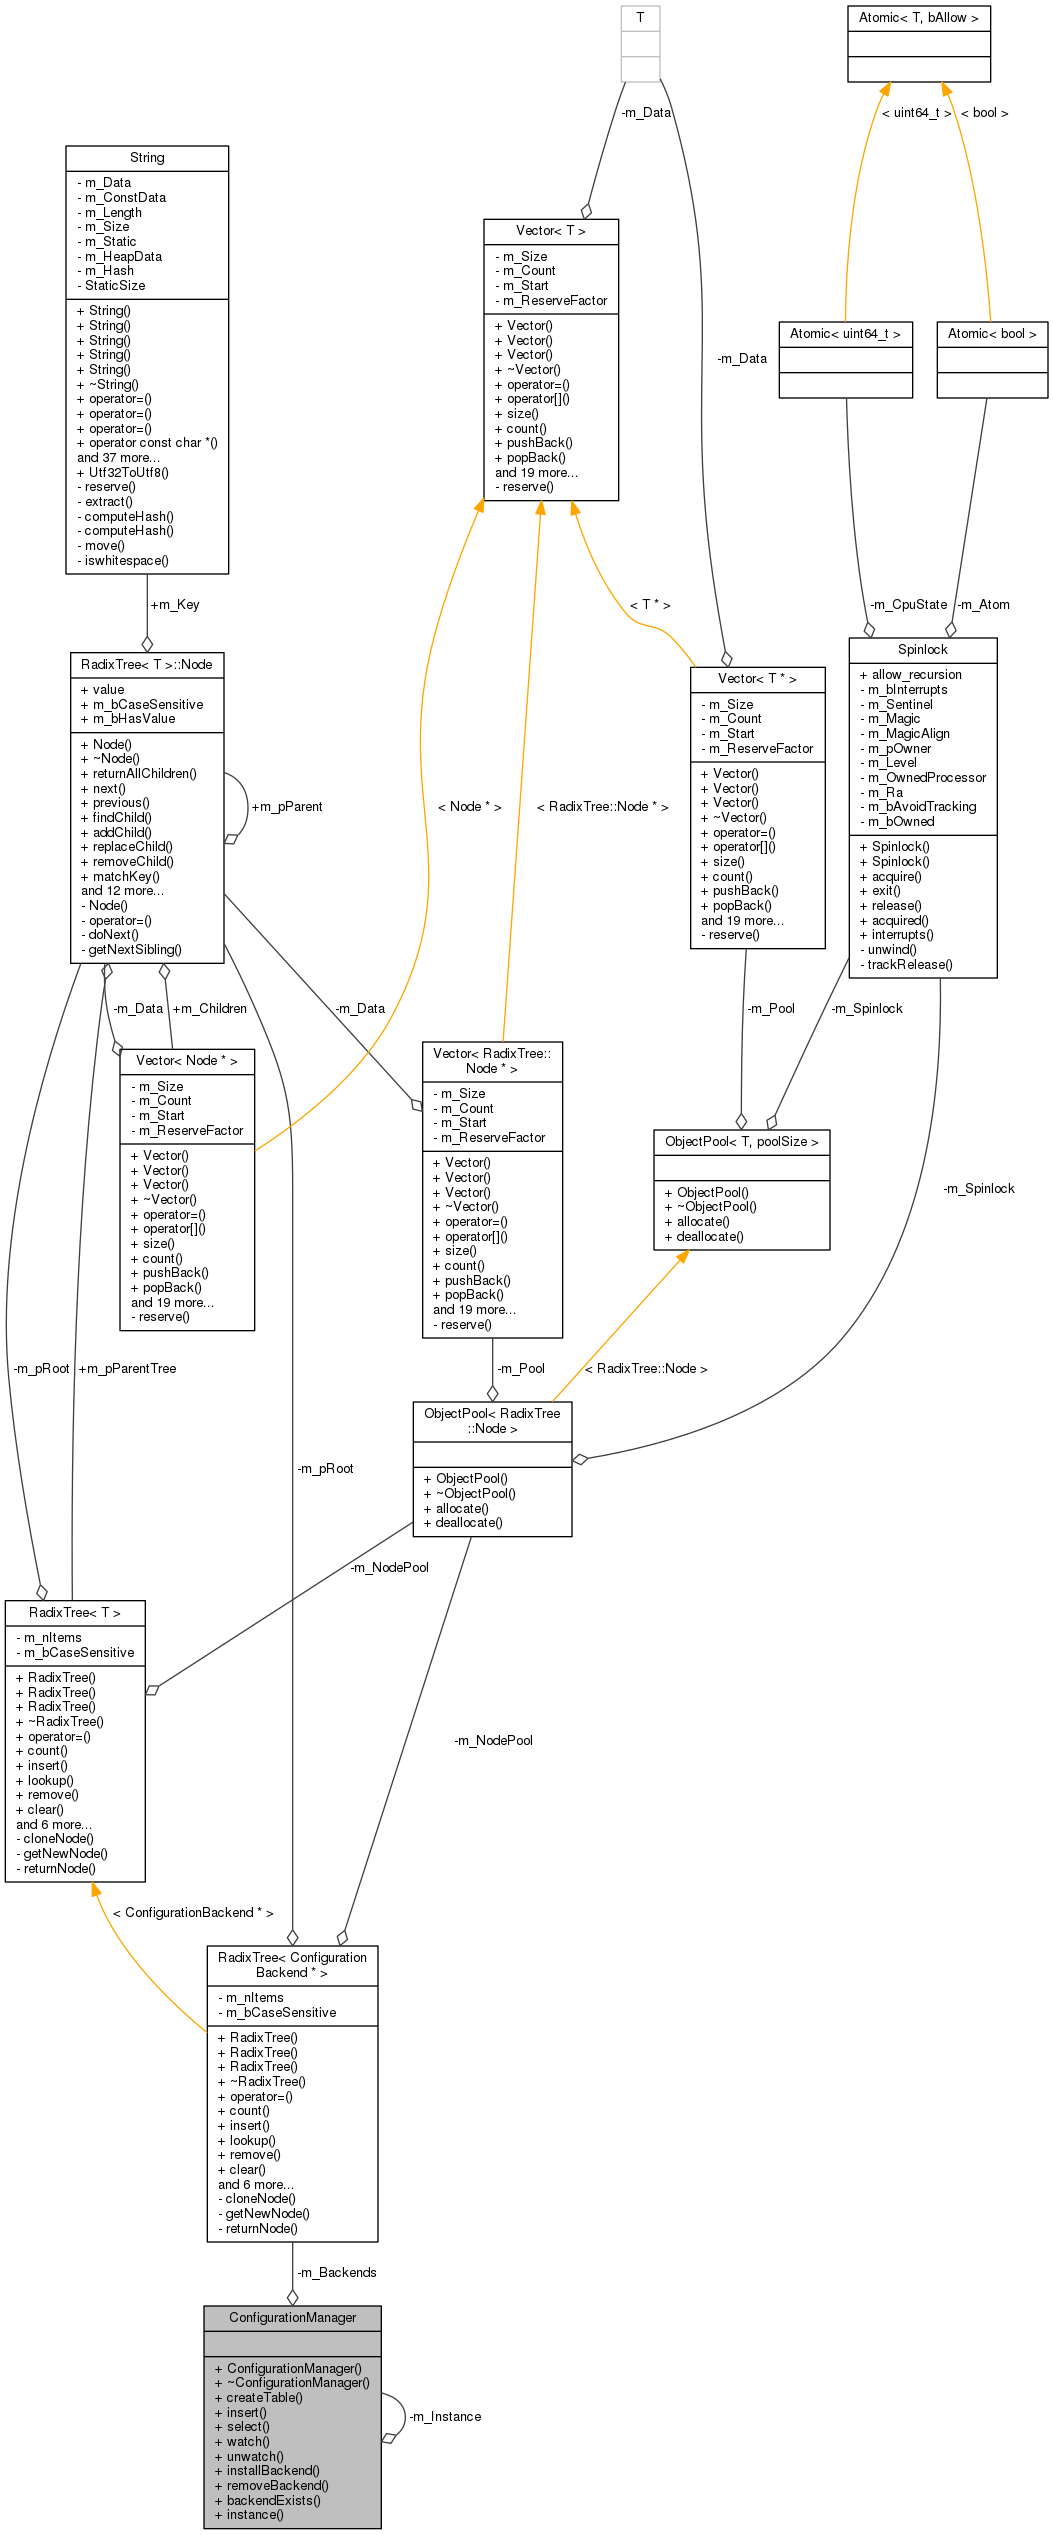 T
Atomic< T, bAllow >
-m_Data
< uint64_t >
< bool >
String
- m_Data
- m_ConstData
- m_Length
- m_Size
- m_Static
- m_HeapData
- m_Hash
- StaticSize
+ String()
+ String()
+ String()
+ String()
+ String()
+ ~String()
+ operator=()
+ operator=()
+ operator=()
+ operator const char *()
and 37 more...
+ Utf32ToUtf8()
- reserve()
- extract()
- computeHash()
- computeHash()
- move()
- iswhitespace()
Vector< T >
- m_Size
- m_Count
- m_Start
- m_ReserveFactor
+ Vector()
+ Vector()
+ Vector()
+ ~Vector()
+ operator=()
+ operator[]()
+ size()
+ count()
+ pushBack()
+ popBack()
and 19 more...
- reserve()
-m_Data
Atomic< uint64_t >
Atomic< bool >
+m_Key
< T * >
-m_CpuState
-m_Atom
RadixTree< T >::Node
+ value
+ m_bCaseSensitive
+ m_bHasValue
+ Node()
+ ~Node()
+ returnAllChildren()
+ next()
+ previous()
+ findChild()
+ addChild()
+ replaceChild()
+ removeChild()
+ matchKey()
and 12 more...
- Node()
- operator=()
- doNext()
- getNextSibling()
+m_pParent
< Node * >
< RadixTree::Node * >
Vector< T * >
- m_Size
- m_Count
- m_Start
- m_ReserveFactor
+ Vector()
+ Vector()
+ Vector()
+ ~Vector()
+ operator=()
+ operator[]()
+ size()
+ count()
+ pushBack()
+ popBack()
and 19 more...
- reserve()
Spinlock
+ allow_recursion
- m_bInterrupts
- m_Sentinel
- m_Magic
- m_MagicAlign
- m_pOwner
- m_Level
- m_OwnedProcessor
- m_Ra
- m_bAvoidTracking
- m_bOwned
+ Spinlock()
+ Spinlock()
+ acquire()
+ exit()
+ release()
+ acquired()
+ interrupts()
- unwind()
- trackRelease()
-m_Data
+m_Children
-m_Data
-m_Pool
-m_Spinlock
Vector< Node * >
- m_Size
- m_Count
- m_Start
- m_ReserveFactor
+ Vector()
+ Vector()
+ Vector()
+ ~Vector()
+ operator=()
+ operator[]()
+ size()
+ count()
+ pushBack()
+ popBack()
and 19 more...
- reserve()
Vector< RadixTree::
Node * >
- m_Size
- m_Count
- m_Start
- m_ReserveFactor
+ Vector()
+ Vector()
+ Vector()
+ ~Vector()
+ operator=()
+ operator[]()
+ size()
+ count()
+ pushBack()
+ popBack()
and 19 more...
- reserve()
ObjectPool< T, poolSize >
+ ObjectPool()
+ ~ObjectPool()
+ allocate()
+ deallocate()
-m_Spinlock
-m_pRoot
+m_pParentTree
-m_Pool
< RadixTree::Node >
ObjectPool< RadixTree
::Node >
+ ObjectPool()
+ ~ObjectPool()
+ allocate()
+ deallocate()
-m_pRoot
-m_NodePool
RadixTree< T >
- m_nItems
- m_bCaseSensitive
+ RadixTree()
+ RadixTree()
+ RadixTree()
+ ~RadixTree()
+ operator=()
+ count()
+ insert()
+ lookup()
+ remove()
+ clear()
and 6 more...
- cloneNode()
- getNewNode()
- returnNode()
-m_NodePool
< ConfigurationBackend * >
RadixTree< Configuration
Backend * >
- m_nItems
- m_bCaseSensitive
+ RadixTree()
+ RadixTree()
+ RadixTree()
+ ~RadixTree()
+ operator=()
+ count()
+ insert()
+ lookup()
+ remove()
+ clear()
and 6 more...
- cloneNode()
- getNewNode()
- returnNode()
-m_Backends
ConfigurationManager
+ ConfigurationManager()
+ ~ConfigurationManager()
+ createTable()
+ insert()
+ select()
+ watch()
+ unwatch()
+ installBackend()
+ removeBackend()
+ backendExists()
+ instance()
-m_Instance